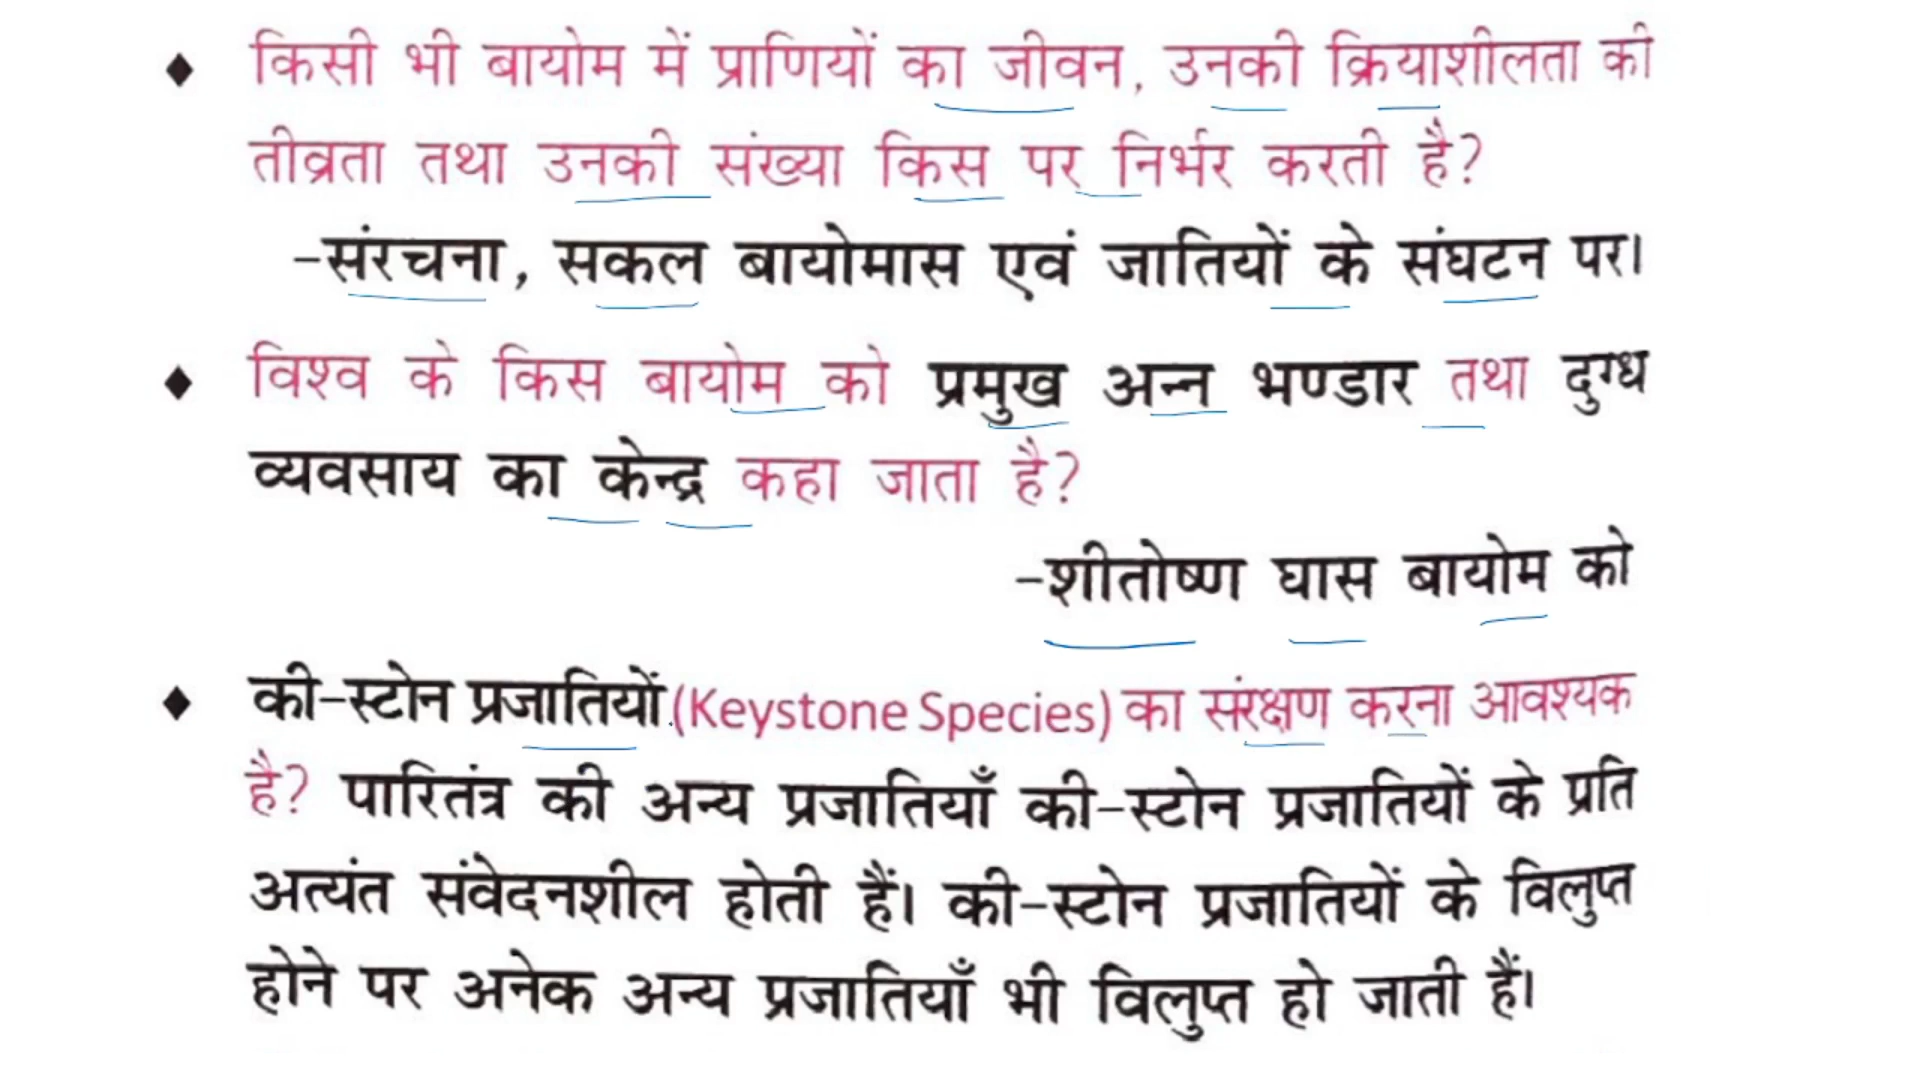 ♦ किसी भी बायोम में प्राणियों का जीवन, उनकी क्रियाशीलता की
तीव्रता तथा उनकी संख्या किस पर निर्भर करती है?
-संरचना, सकल बायोमास एवं जातियों के संघटन पर।
♦ विश्व के किस बायोम को प्रमुख अन्न भण्डार तथा दुग्ध
व्यवसाय का केन्द्र कहा जाता है?
-शीतोष्ण घास बायोम को
♦ की-स्टोन प्रजातियों (Keystone Species) का संरक्षण करना आवश्यक
है? पारितंत्र की अन्य प्रजातियाँ की-स्टोन प्रजातियों के प्रति
अत्यंत संवेदनशील होती हैं। की-स्टोन प्रजातियों के विलुप्त
होने पर अनेक अन्य प्रजातियाँ भी विलुप्त हो जाती हैं।